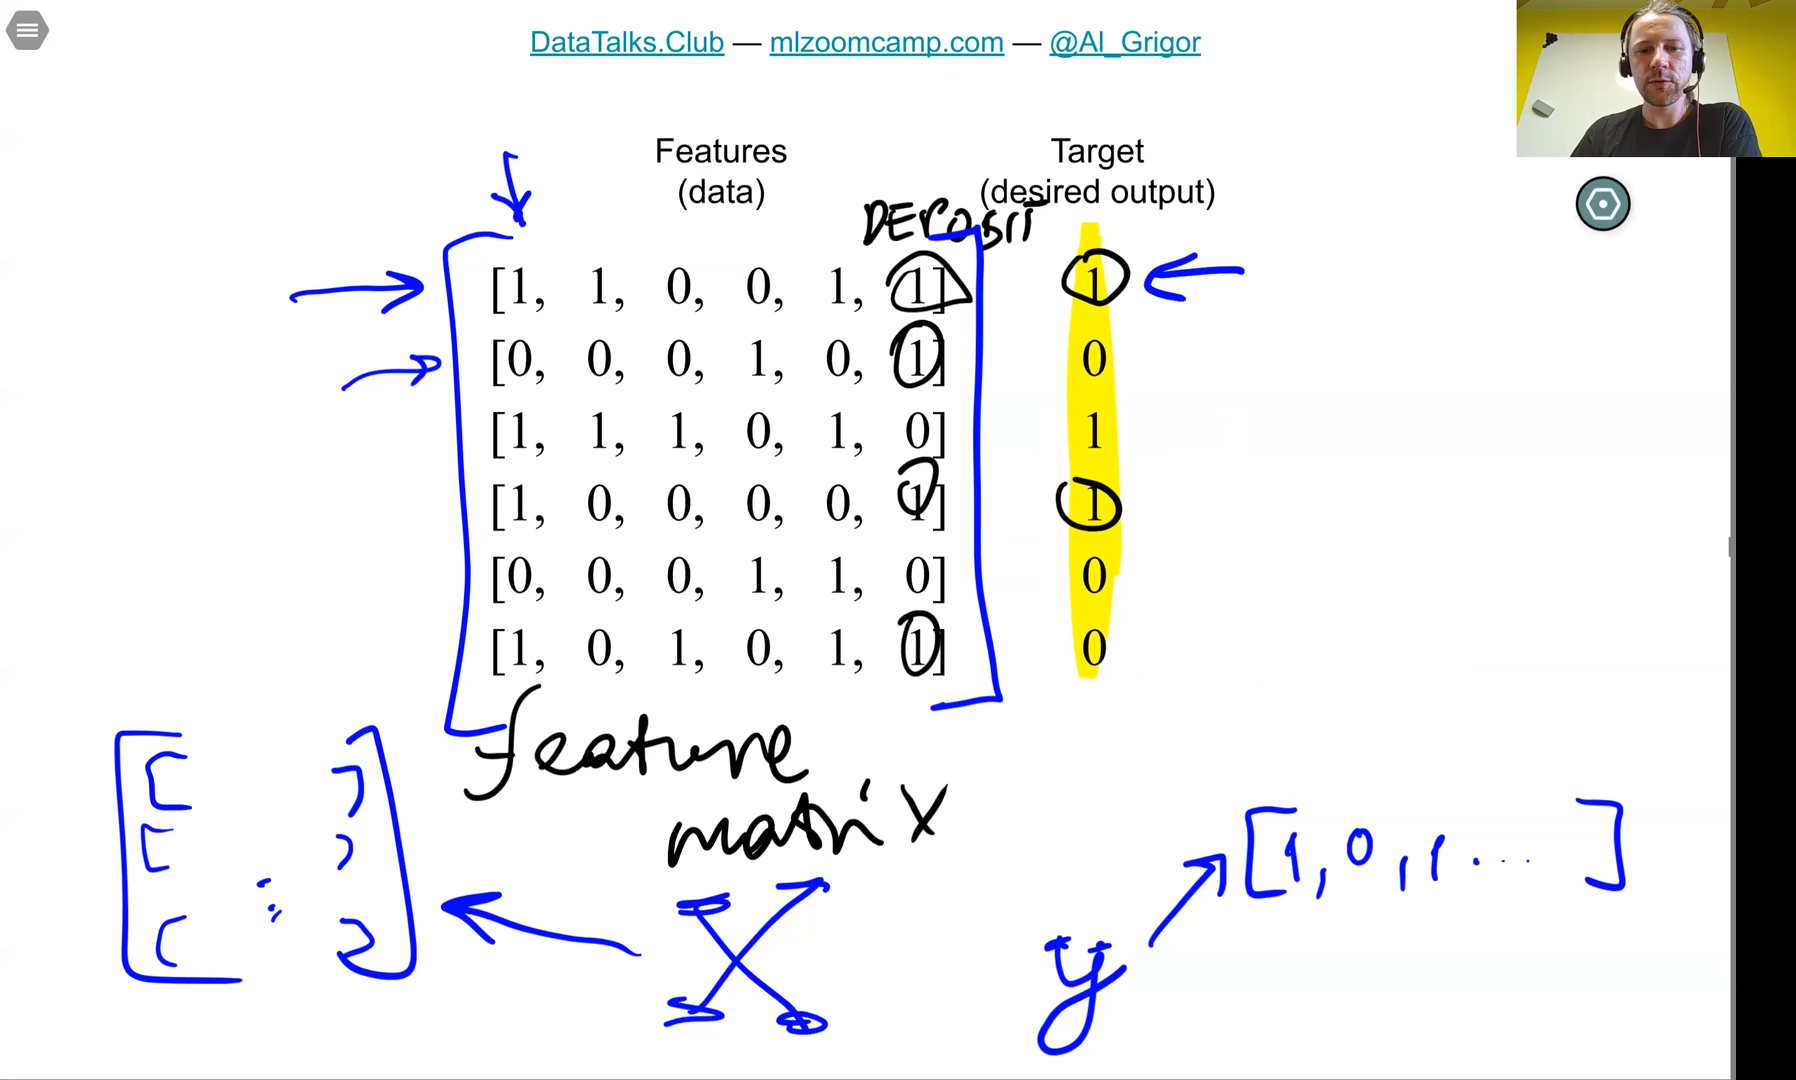 DataTalks.Club — mlzoomcamp.com — @Al_Grigor
Features
(data)
Target
(desired output)
DEPOSIT
[1, 1, 0, 0, 1, 1] 1
[0, 0, 0, 1, 0, 1] 0
[1, 1, 1, 0, 1, 0] 1
[1, 0, 0, 0, 0, 1] 1
[0, 0, 0, 1, 1, 0] 0
[1, 0, 1, 0, 1, 1] 0
feature
matrix
X
y
[1, 0, 1 ... ]